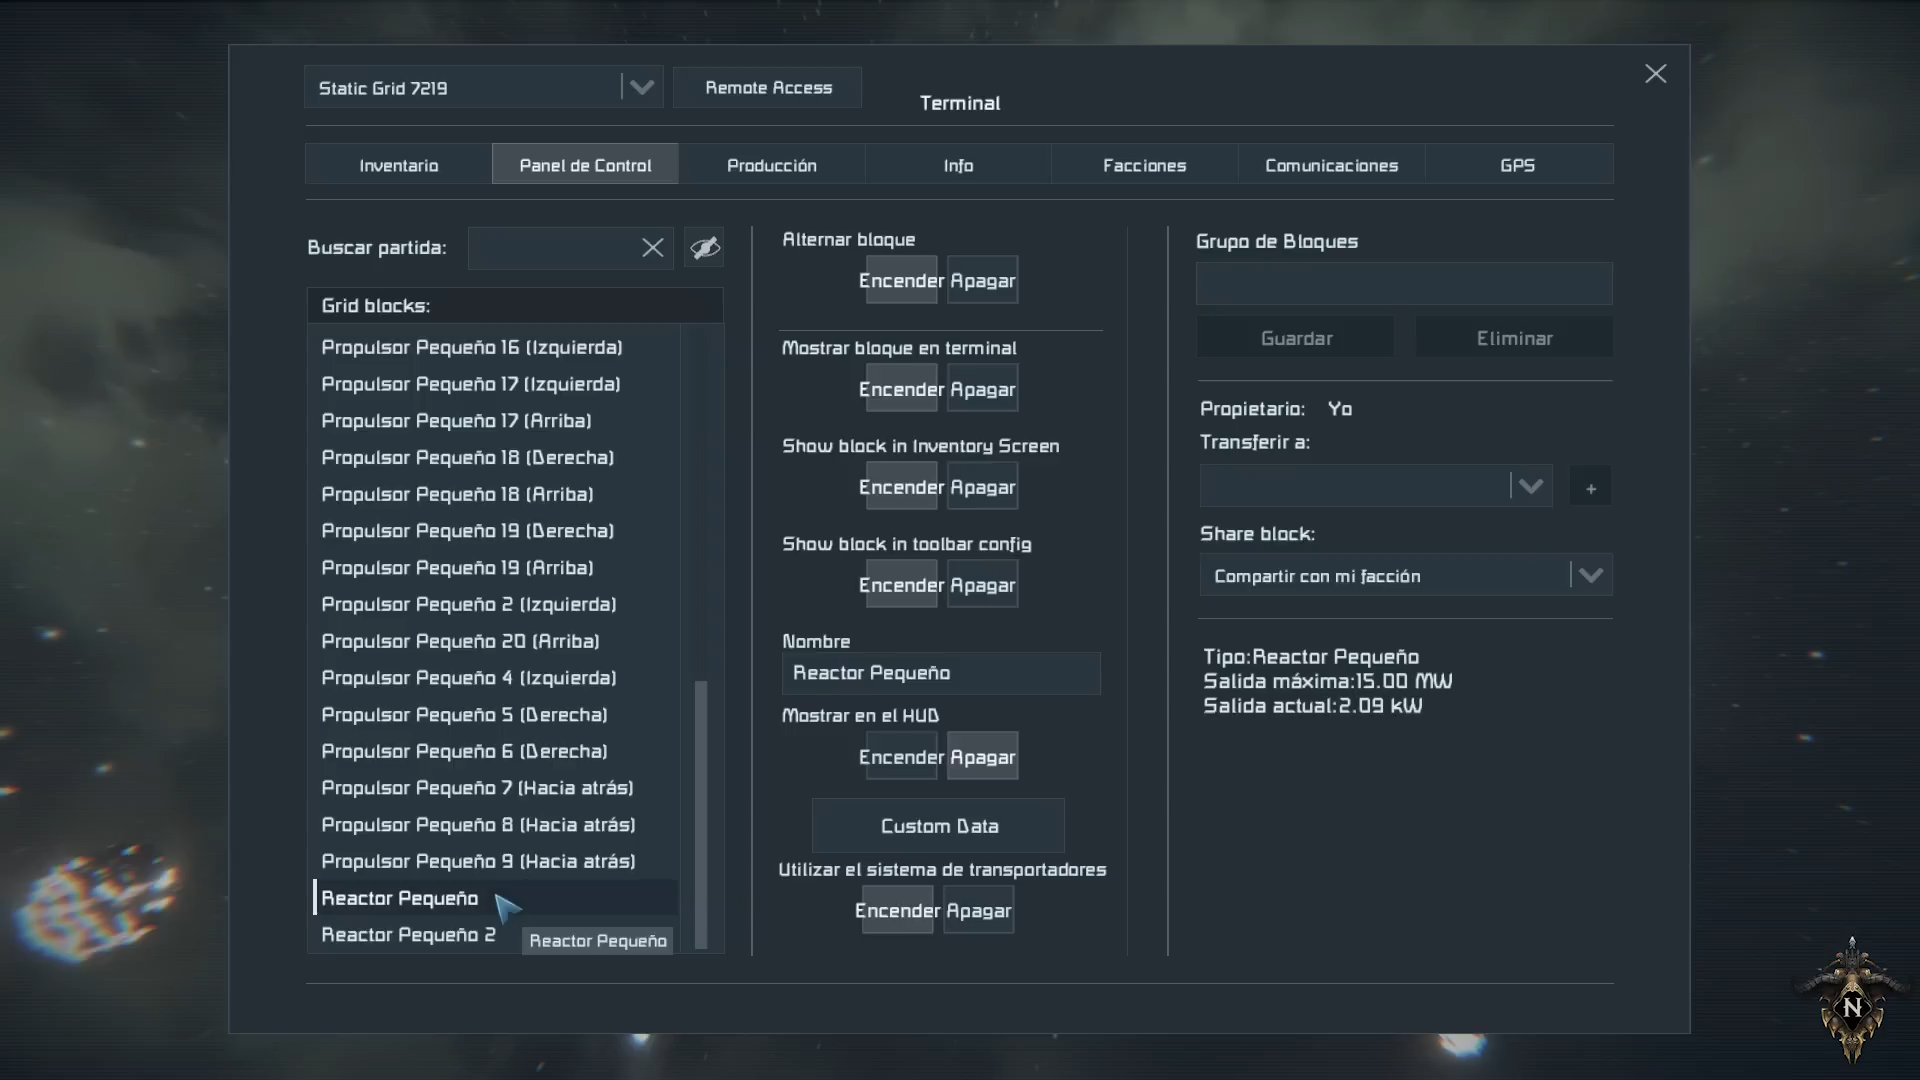 Static Grid 7219
Remote Access
Terminal
Inventario
Panel de Control
Producción
Info
Facciones
Comunicaciones
GPS
Buscar partida:
Grid blocks:
Propulsor Pequeño 16 (Izquierda)
Propulsor Pequeño 17 (Izquierda)
Propulsor Pequeño 17 (Arriba)
Propulsor Pequeño 18 (Derecha)
Propulsor Pequeño 18 (Arriba)
Propulsor Pequeño 19 (Derecha)
Propulsor Pequeño 19 (Arriba)
Propulsor Pequeño 2 (Izquierda)
Propulsor Pequeño 20 (Arriba)
Propulsor Pequeño 4 (Izquierda)
Propulsor Pequeño 5 (Derecha)
Propulsor Pequeño 6 (Derecha)
Propulsor Pequeño 7 (Hacia atrás)
Propulsor Pequeño 8 (Hacia atrás)
Propulsor Pequeño 9 (Hacia atrás)
Reactor Pequeño
Reactor Pequeño 2
Reactor Pequeño
Alternar bloque
Encender Apagar
Mostrar bloque en terminal
Encender Apagar
Show block in Inventory Screen
Encender Apagar
Show block in toolbar config
Encender Apagar
Nombre
Reactor Pequeño
Mostrar en el HUD
Encender Apagar
Custom Data
Utilizar el sistema de transportadores
Encender Apagar
Grupo de Bloques
Guardar
Eliminar
Propietario: Yo
Transferir a:
+
Share block:
Compartir con mi facción
Tipo:Reactor Pequeño
Salida máxima:15.00 MW
Salida actual:2.09 kW
N